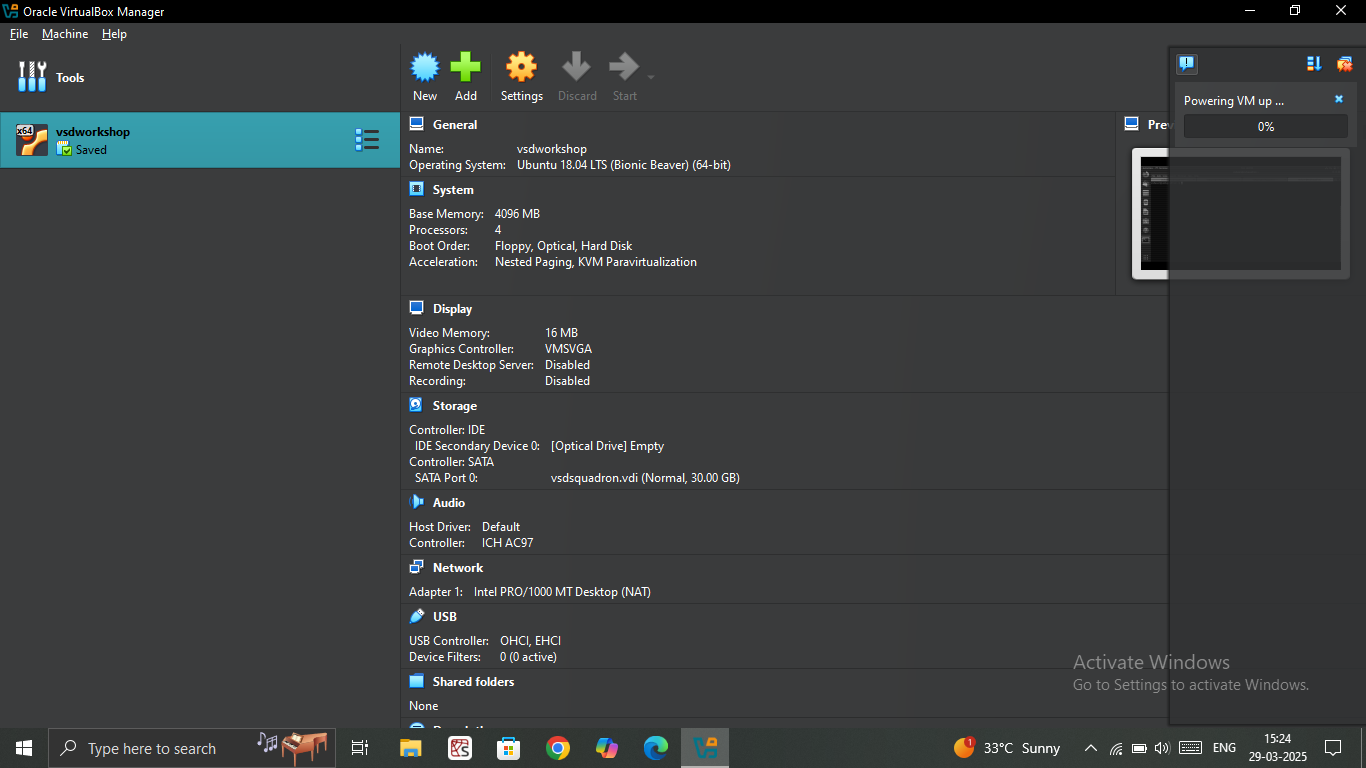 Oracle VirtualBox Manager
File Machine Help
Tools
New Add Settings Discard Start
x64
vsdworkshop
Saved
General
Name: vsdworkshop
Operating System: Ubuntu 18.04 LTS (Bionic Beaver) (64-bit)
System
Base Memory: 4096 MB
Processors: 4
Boot Order: Floppy, Optical, Hard Disk
Acceleration: Nested Paging, KVM Paravirtualization
Display
Video Memory: 16 MB
Graphics Controller: VMSVGA
Remote Desktop Server: Disabled
Recording: Disabled
Storage
Controller: IDE
IDE Secondary Device 0: [Optical Drive] Empty
Controller: SATA
SATA Port 0: vsdsquadron.vdi (Normal, 30.00 GB)
Audio
Host Driver: Default
Controller: ICH AC97
Network
Adapter 1: Intel PRO/1000 MT Desktop (NAT)
USB
USB Controller: OHCI, EHCI
Device Filters: 0 (0 active)
Shared folders
None
Prev
Powering VM up ...
0%
Activate Windows
Go to Settings to activate Windows.
Type here to search
1
33°C Sunny
ENG
15:24
29-03-2025